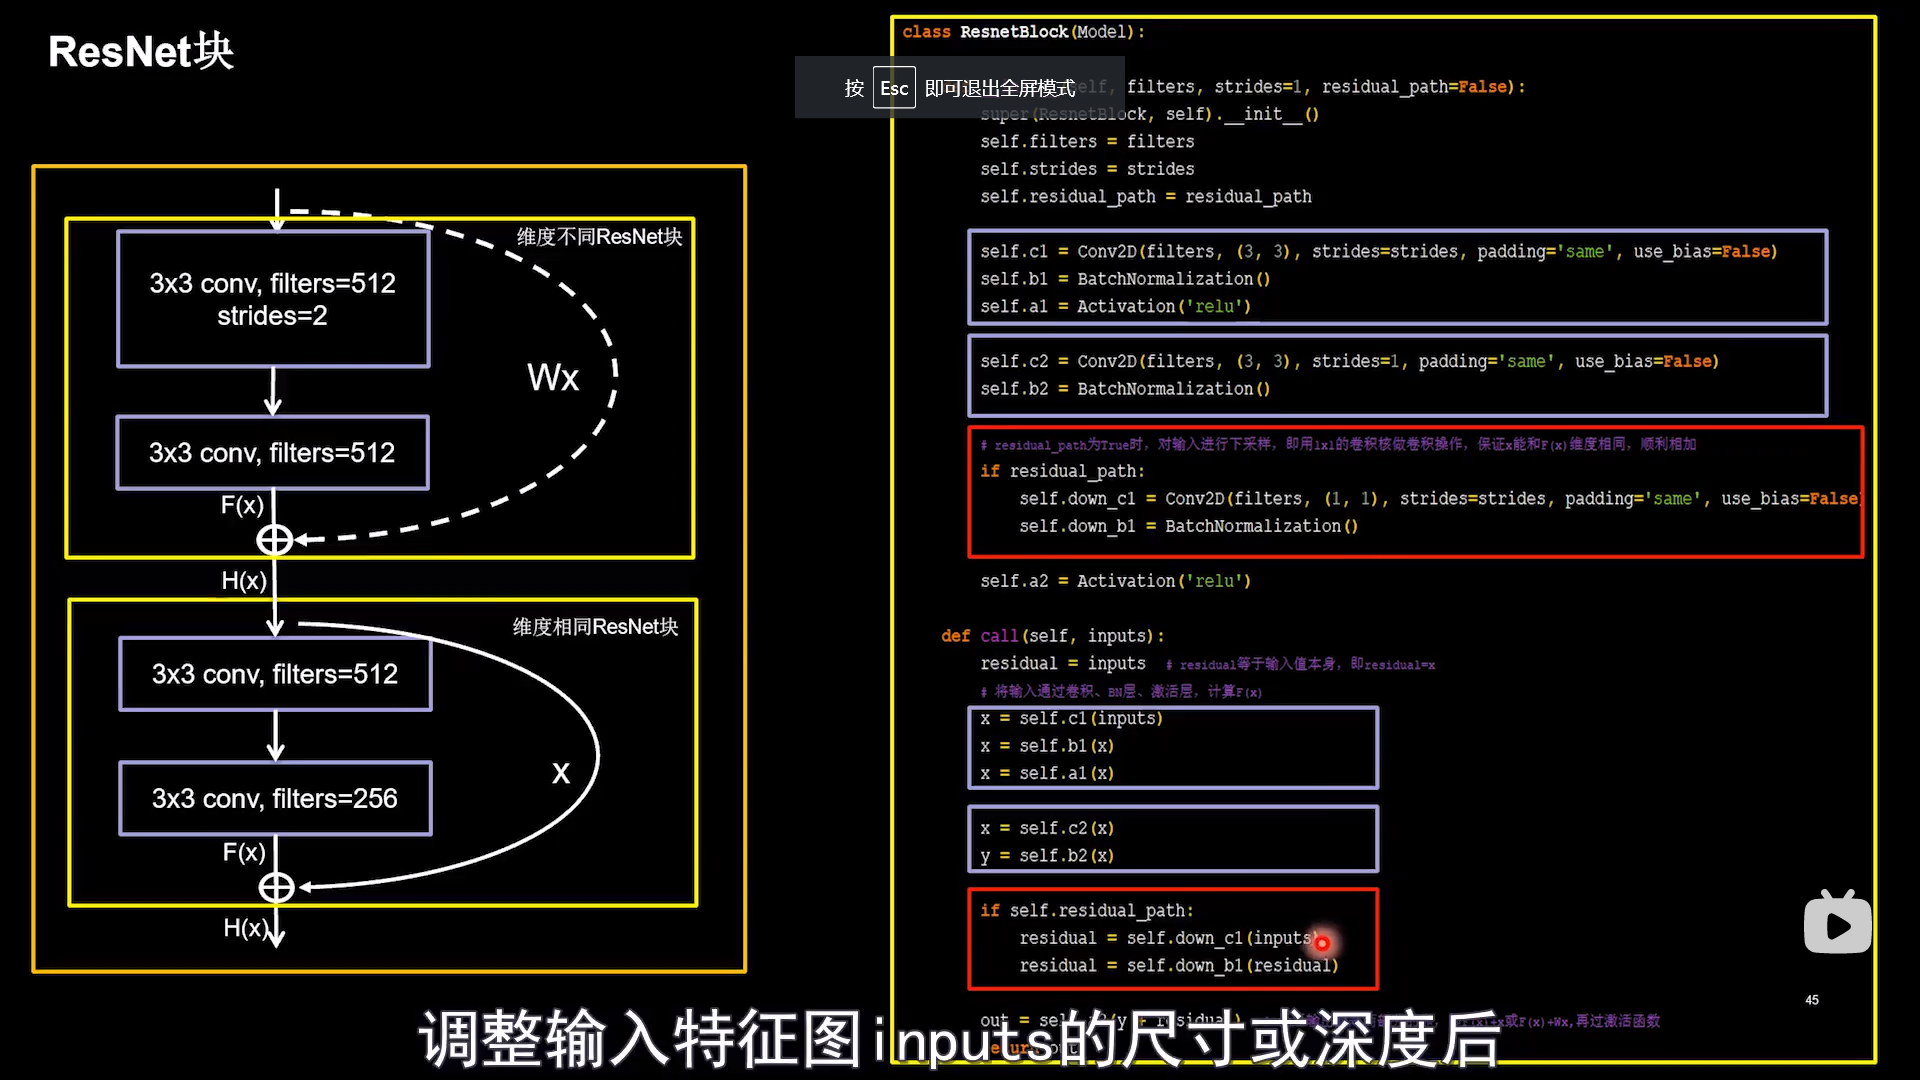 ResNet块
维度不同ResNet块
3x3 conv, filters=512
strides=2
Wx
3x3 conv, filters=512
F(x)
H(x)
维度相同ResNet块
3x3 conv, filters=512
x
3x3 conv, filters=256
F(x)
H(x)
class ResnetBlock(Model):
按 Esc 即可退出全屏模式
self, filters, strides=1, residual_path=False):
super(ResnetBlock, self).__init__()
self.filters = filters
self.strides = strides
self.residual_path = residual_path
self.c1 = Conv2D(filters, (3, 3), strides=strides, padding='same', use_bias=False)
self.b1 = BatchNormalization()
self.a1 = Activation('relu')
self.c2 = Conv2D(filters, (3, 3), strides=1, padding='same', use_bias=False)
self.b2 = BatchNormalization()
# residual_path为True时，对输入进行下采样，即用1x1的卷积核做卷积操作，保证x能和F(x)维度相同，顺利相加
if residual_path:
self.down_c1 = Conv2D(filters, (1, 1), strides=strides, padding='same', use_bias=False)
self.down_b1 = BatchNormalization()
self.a2 = Activation('relu')
def call(self, inputs):
residual = inputs # residual等于输入值本身，即residual=x
# 将输入通过卷积、BN层、激活层，计算F(x)
x = self.c1(inputs)
x = self.b1(x)
x = self.a1(x)
x = self.c2(x)
y = self.b2(x)
if self.residual_path:
residual = self.down_c1(inputs)
residual = self.down_b1(residual)
45
out = residual) 或F(x)+Wx,再过激活函数
调整输入特征图inputs的尺寸或深度后